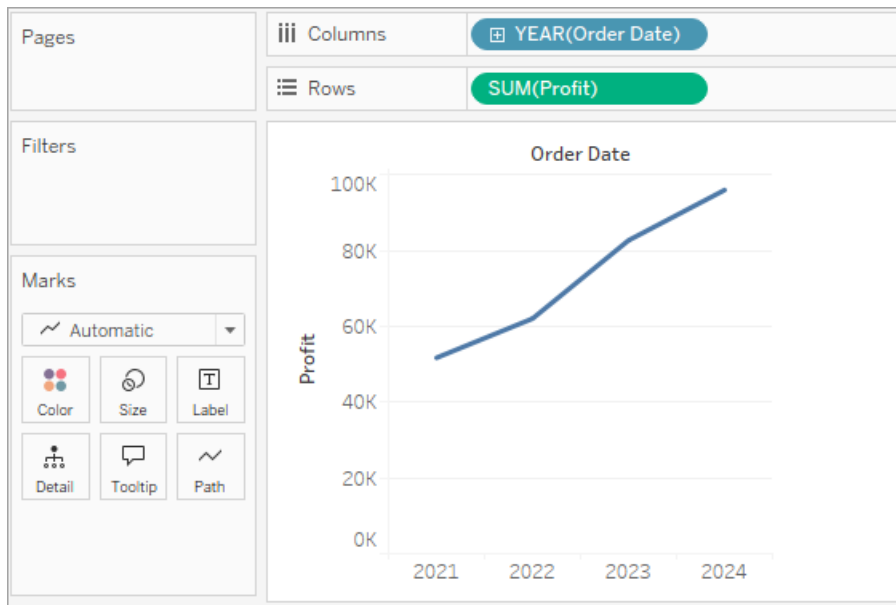 Pages
Columns
YEAR(Order Date)
Rows
SUM(Profit)
Filters
Marks
Automatic
Color
Size
T
Label
Detail
Tooltip
Path
Order Date
Profit
100K
80K
60K
40K
20K
0K
2021 2022 2023 2024